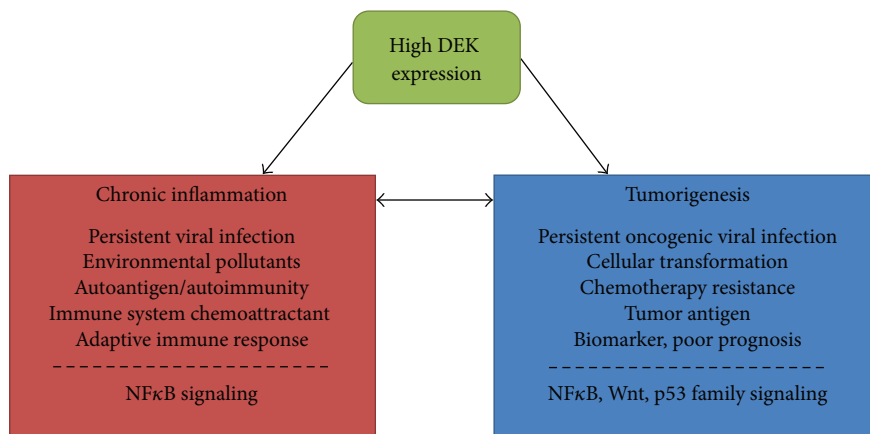 High DEK
expression
Chronic inflammation
Persistent viral infection
Environmental pollutants
Autoantigen/autoimmunity
Immune system chemoattractant
Adaptive immune response
NFκB signaling
Tumorigenesis
Persistent oncogenic viral infection
Cellular transformation
Chemotherapy resistance
Tumor antigen
Biomarker, poor prognosis
NFκB, Wnt, p53 family signaling